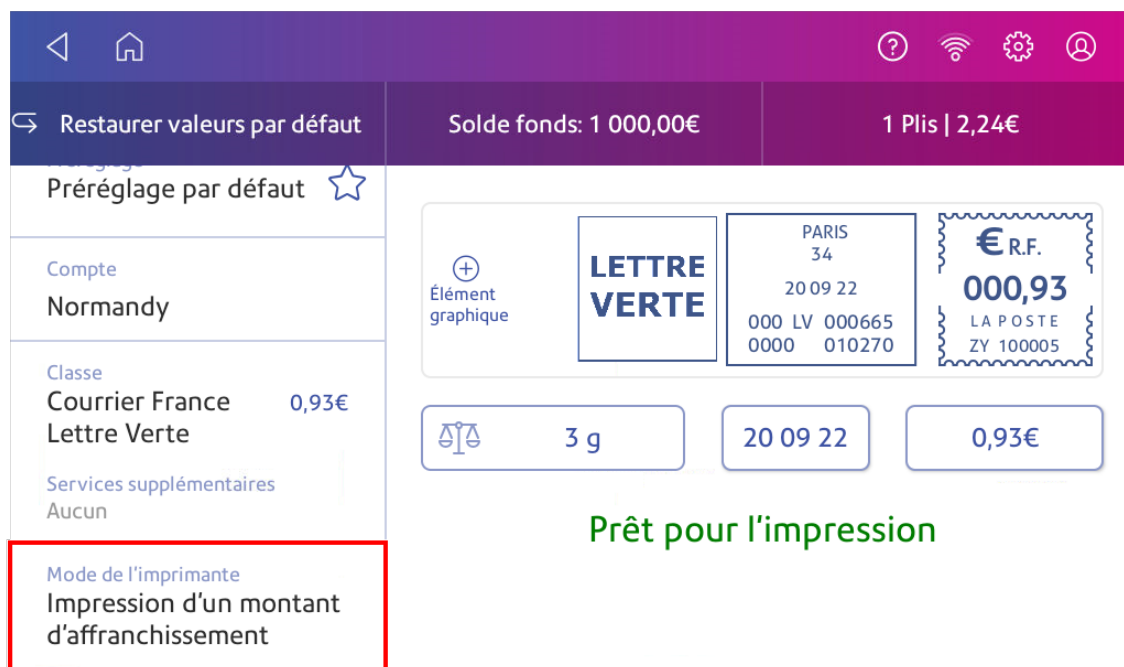 Restaurer valeurs par défaut
Solde fonds: 1 000,00€
1 Plis | 2,24€
Préréglage par défaut
Compte
Normandy
Classe
Courrier France 0,93€
Lettre Verte
Services supplémentaires
Aucun
Mode de l'imprimante
Impression d'un montant
d'affranchissement
Élément
graphique
LETTRE
VERTE
PARIS
34
20 09 22
000 LV 000665
0000 010270
€ R.F.
000,93
LA POSTE
ZY 100005
3 g
20 09 22
0,93€
Prêt pour l'impression